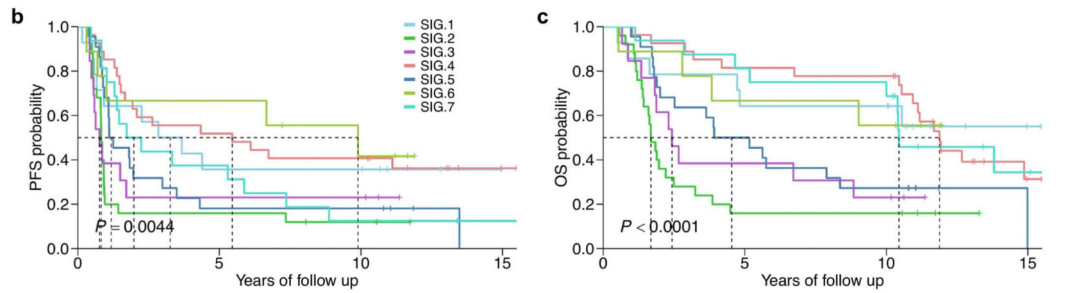 b
PFS probability
1.0
0.8
0.6
0.4
0.2
0.0
0
5
10
15
Years of follow up
P = 0.0044
SIG.1
SIG.2
SIG.3
SIG.4
SIG.5
SIG.6
SIG.7
c
OS probability
1.0
0.8
0.6
0.4
0.2
0.0
0
5
10
15
Years of follow up
P < 0.0001